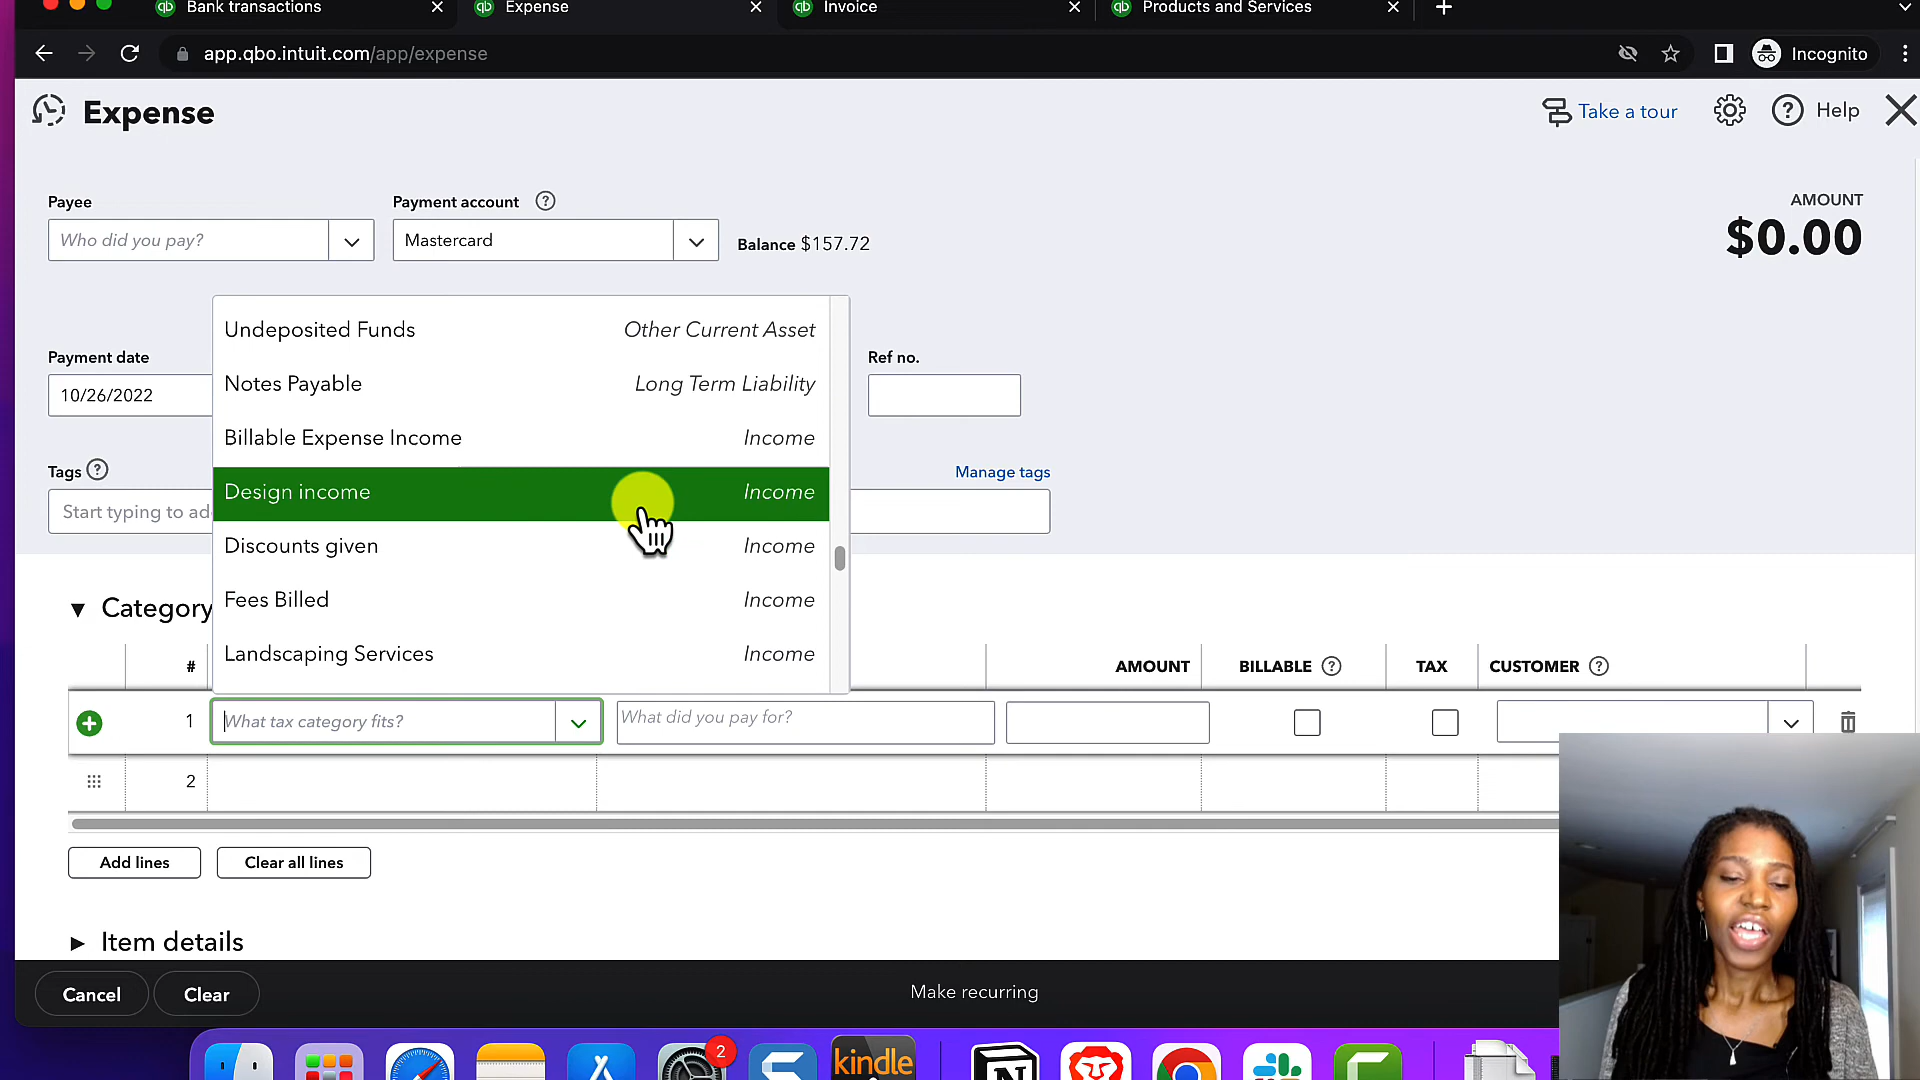 Bank transactions
Expense
Invoice
Products and Services
app.qbo.intuit.com/app/expense
Incognito
Expense
Take a tour
Help
Payee
Payment account
AMOUNT
Who did you pay?
Mastercard
Balance $157.72
$0.00
Undeposited Funds Other Current Asset
Payment date
Ref no.
Notes Payable Long Term Liability
10/26/2022
Billable Expense Income Income
Tags
Manage tags
Design income Income
Start typing to ad
Discounts given Income
Fees Billed Income
Category
Landscaping Services Income
# AMOUNT BILLABLE TAX CUSTOMER
1 What tax category fits? What did you pay for?
2
Add lines Clear all lines
Item details
Cancel Clear Make recurring
2
kindle